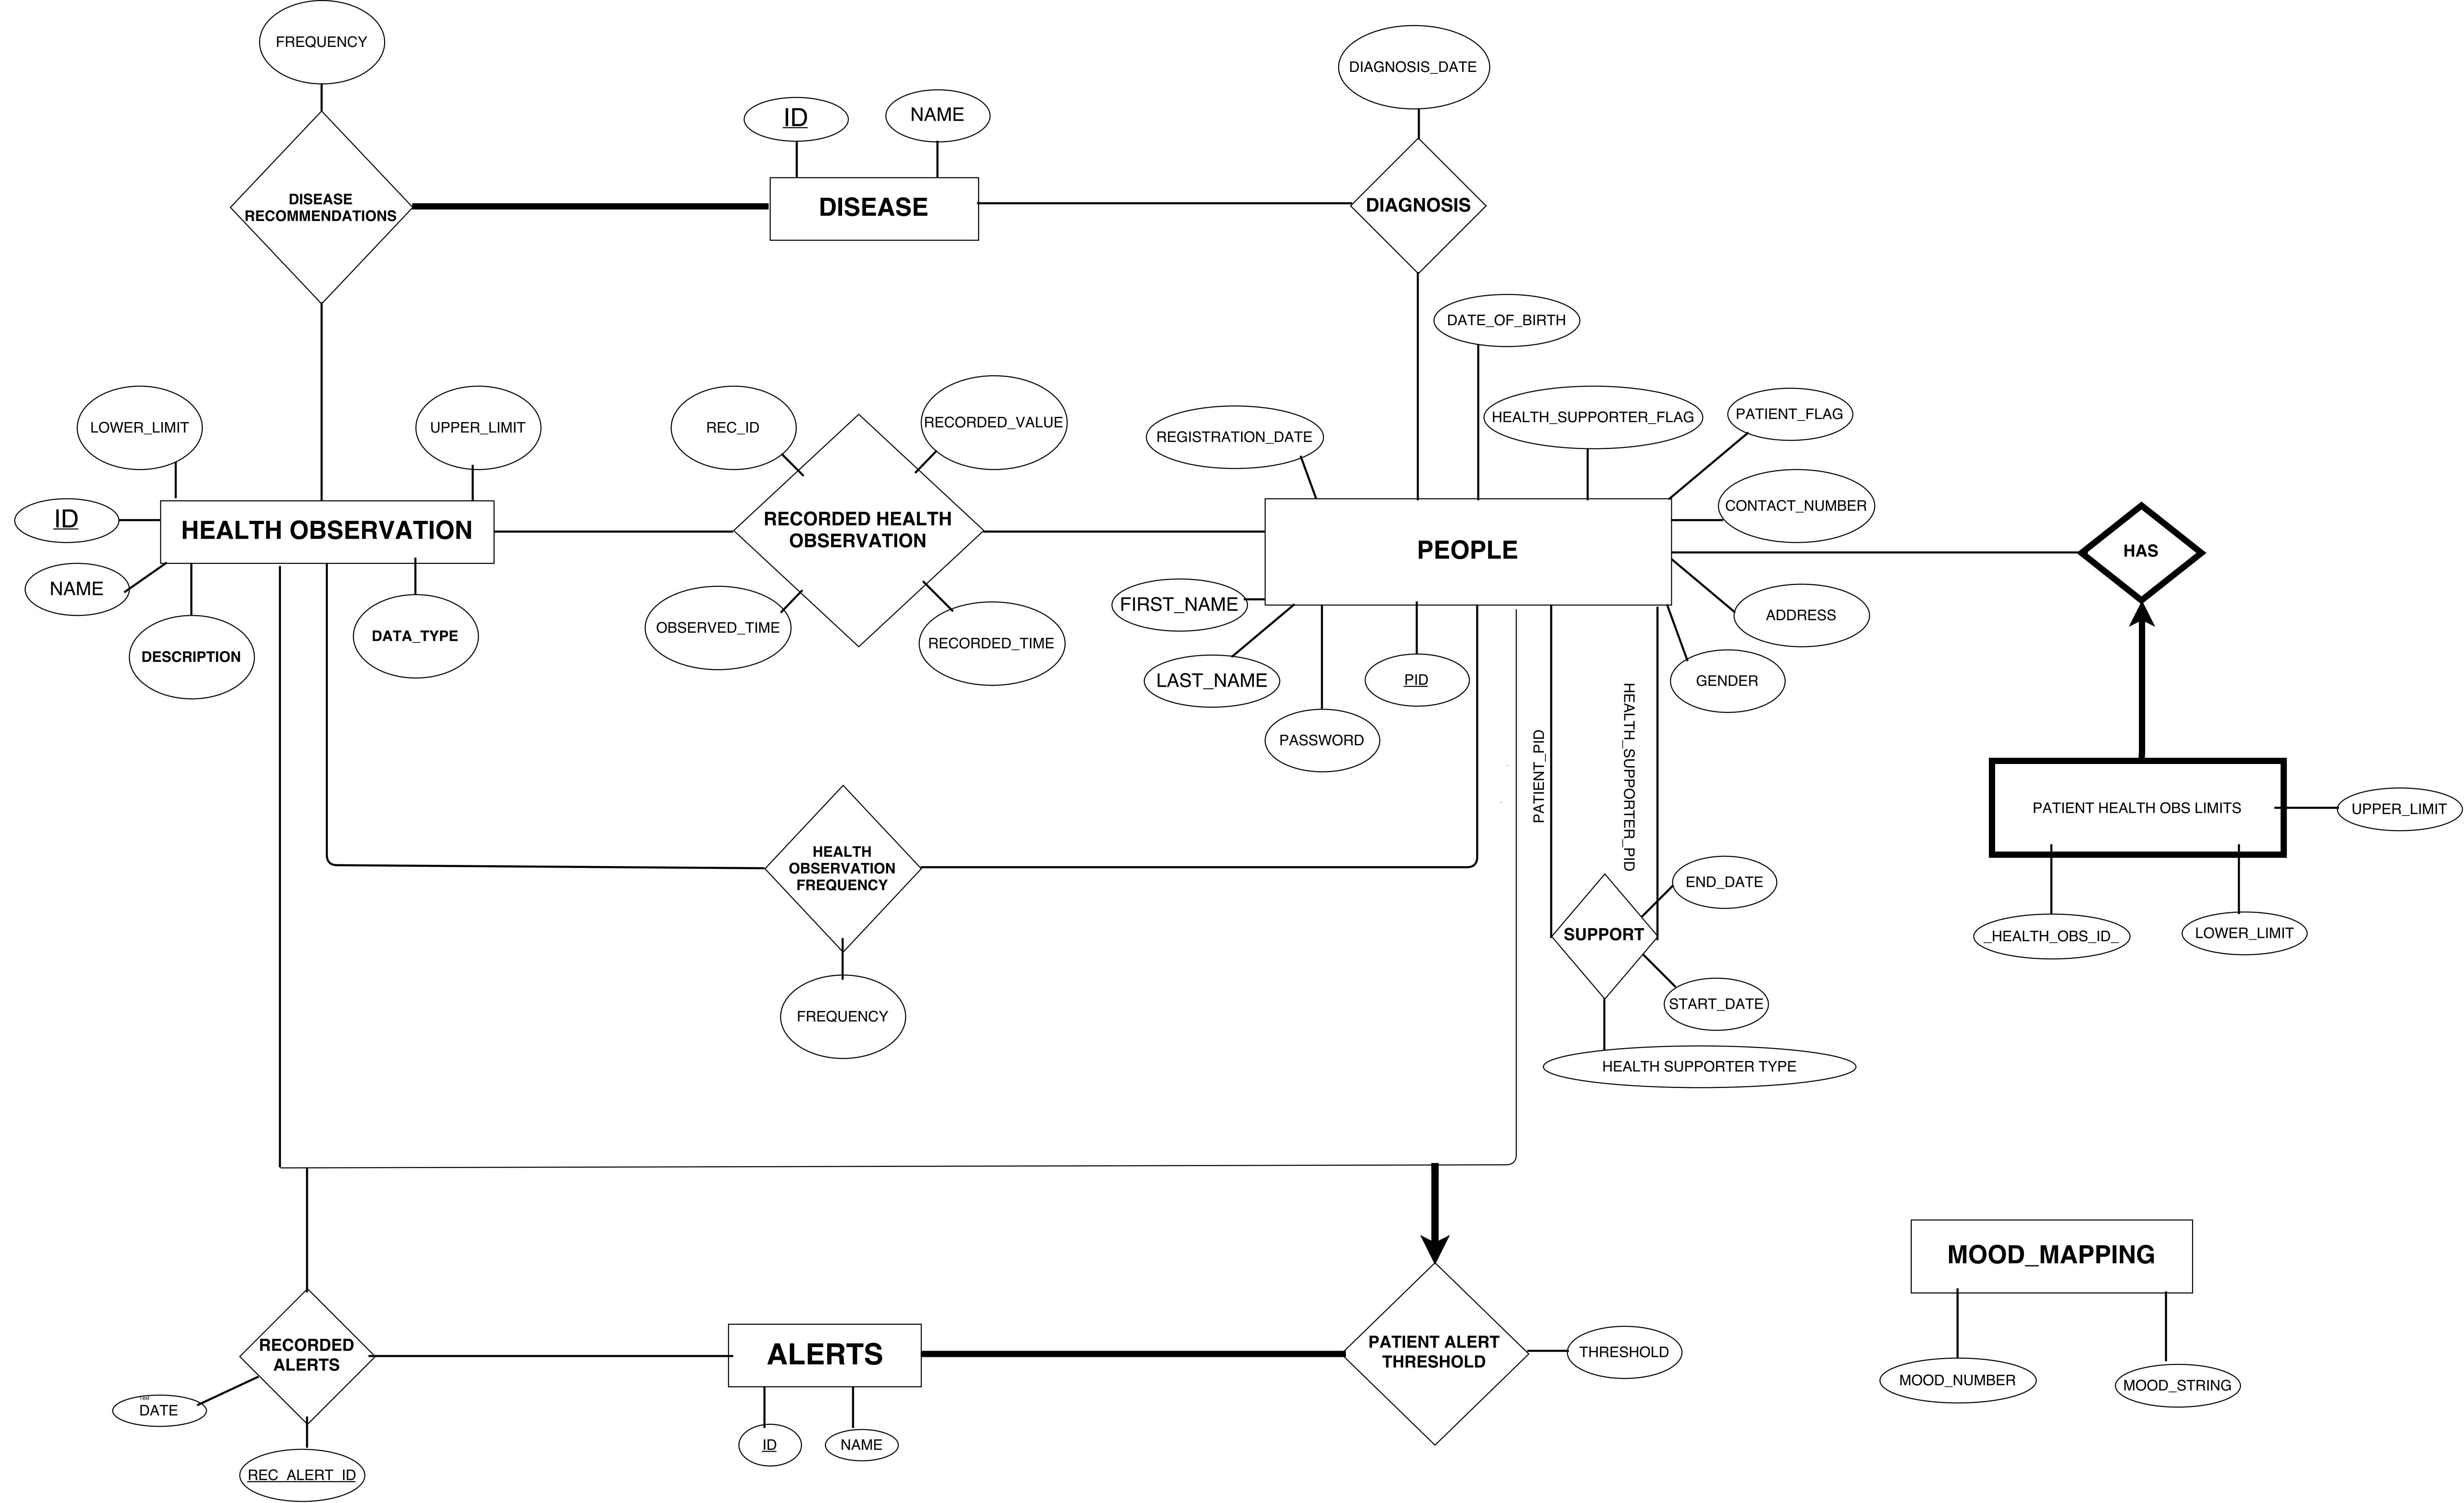 FREQUENCY
DIAGNOSIS_DATE
ID
NAME
DISEASE
RECOMMENDATIONS
DISEASE
DIAGNOSIS
DATE_OF_BIRTH
LOWER_LIMIT
UPPER_LIMIT
REC_ID
RECORDED_VALUE
REGISTRATION_DATE
HEALTH_SUPPORTER_FLAG
PATIENT_FLAG
ID
HEALTH OBSERVATION
RECORDED HEALTH
OBSERVATION
PEOPLE
CONTACT_NUMBER
HAS
NAME
DESCRIPTION
DATA_TYPE
OBSERVED_TIME
RECORDED_TIME
FIRST_NAME
LAST_NAME
PASSWORD
PID
ADDRESS
GENDER
PATIENT_PID
HEALTH_SUPPORTER_PID
PATIENT HEALTH OBS LIMITS
UPPER_LIMIT
HEALTH
OBSERVATION
FREQUENCY
END_DATE
SUPPORT
_HEALTH_OBS_ID_
LOWER_LIMIT
FREQUENCY
START_DATE
HEALTH SUPPORTER TYPE
MOOD_MAPPING
RECORDED
ALERTS
ALERTS
PATIENT ALERT
THRESHOLD
THRESHOLD
MOOD_NUMBER
MOOD_STRING
Text
DATE
ID
NAME
REC_ALERT_ID